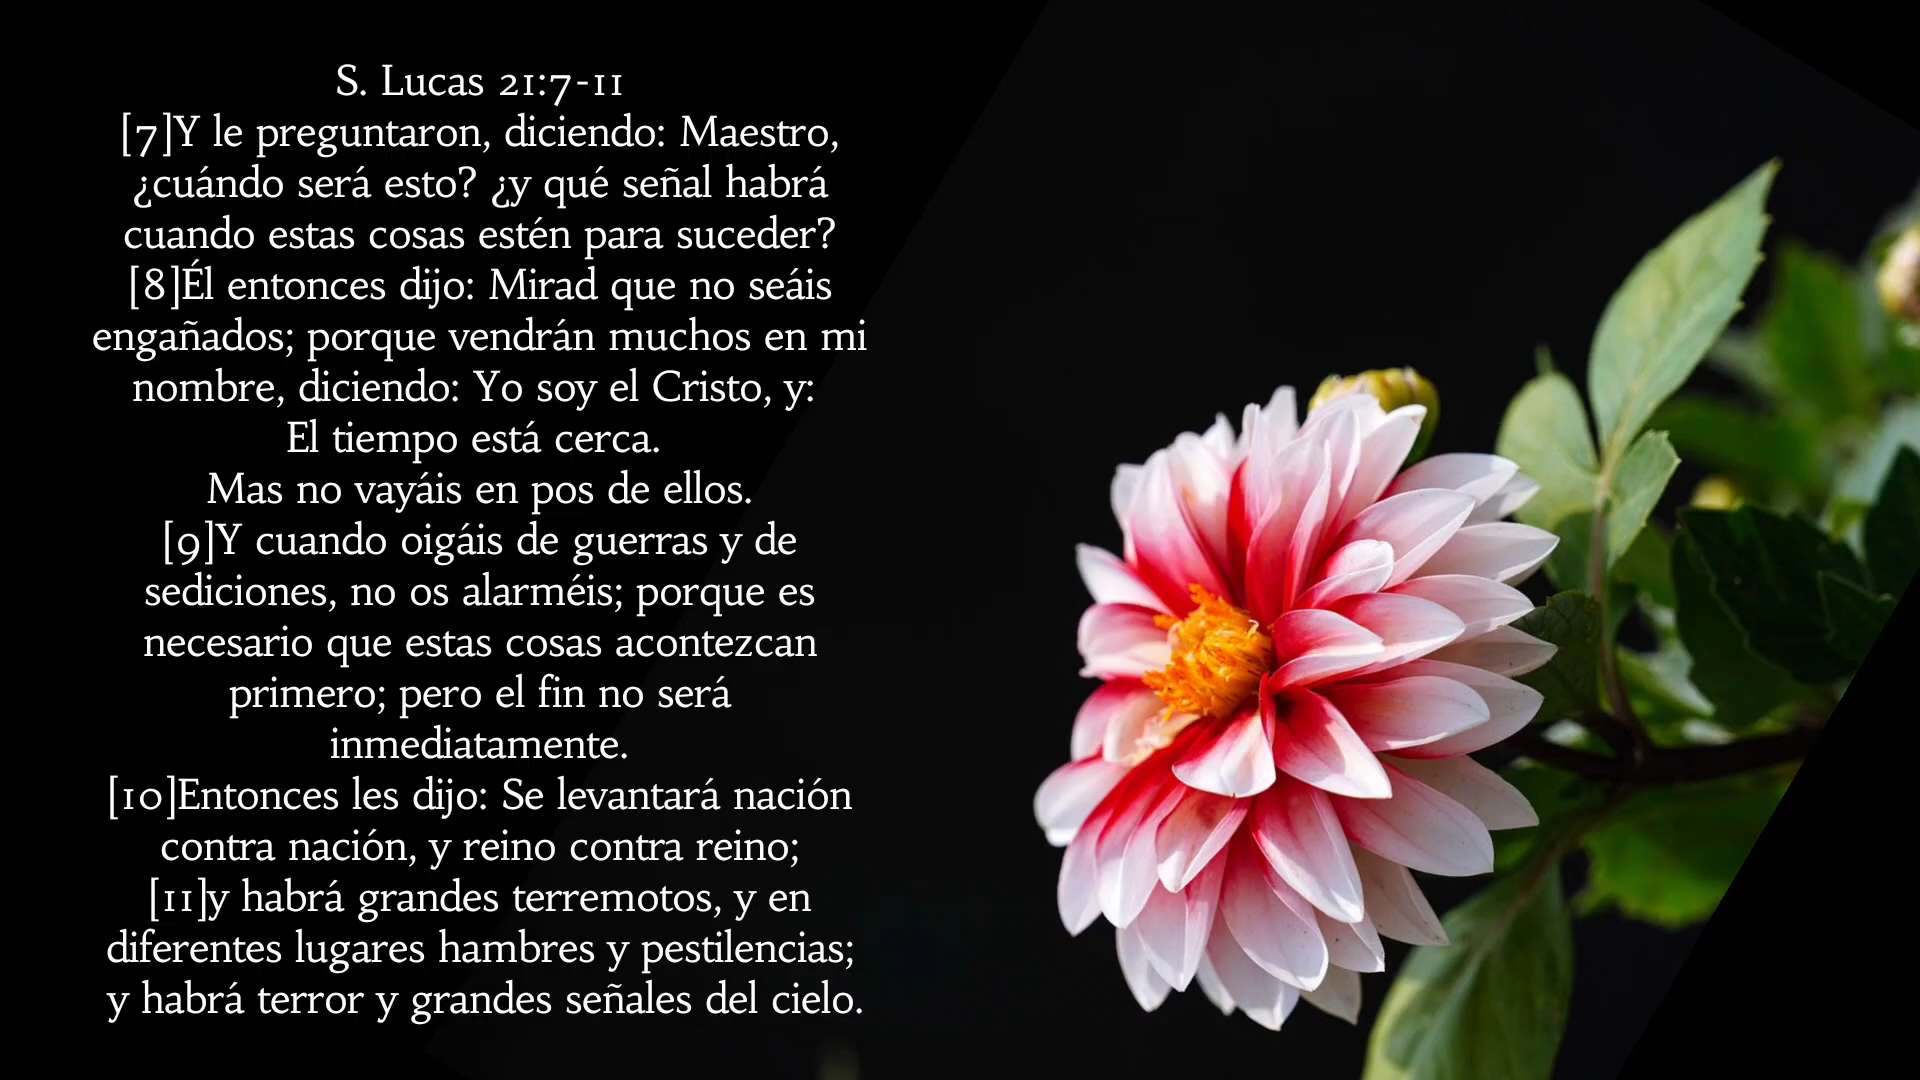 S. Lucas 21:7-11
[7]Y le preguntaron, diciendo: Maestro,
¿cuándo será esto? ¿y qué señal habrá
cuando estas cosas estén para suceder?
[8]Él entonces dijo: Mirad que no seáis
engañados; porque vendrán muchos en mi
nombre, diciendo: Yo soy el Cristo, y:
El tiempo está cerca.
Mas no vayáis en pos de ellos.
[9]Y cuando oigáis de guerras y de
sediciones, no os alarméis; porque es
necesario que estas cosas acontezcan
primero; pero el fin no será
inmediatamente.
[10]Entonces les dijo: Se levantará nación
contra nación, y reino contra reino;
[11]y habrá grandes terremotos, y en
diferentes lugares hambres y pestilencias;
y habrá terror y grandes señales del cielo.